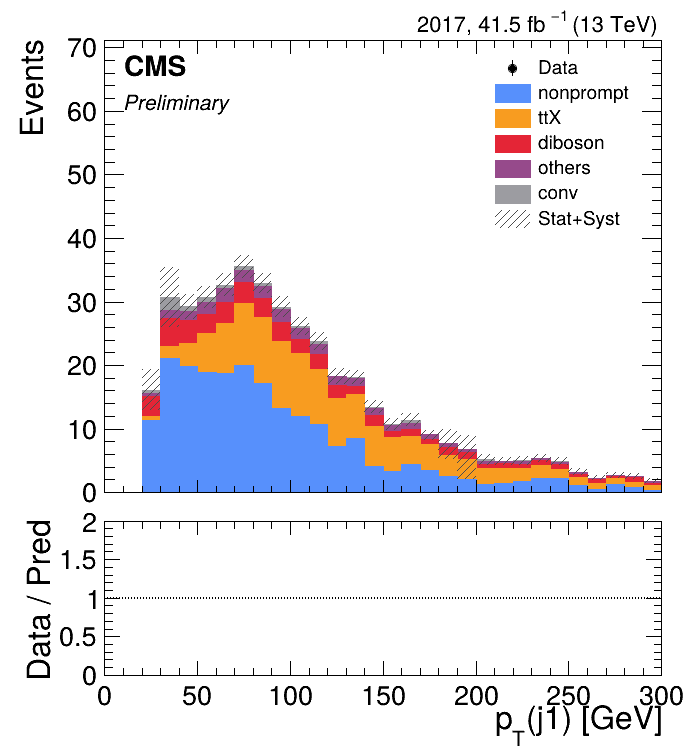 2017, 41.5 fb⁻¹ (13 TeV)
CMS
Preliminary
Data
nonprompt
ttX
diboson
others
conv
Stat+Syst
Events
70
60
50
40
30
20
10
0
Data / Pred
2
1.5
1
0.5
0
0 50 100 150 200 250 300
p_T(j1) [GeV]